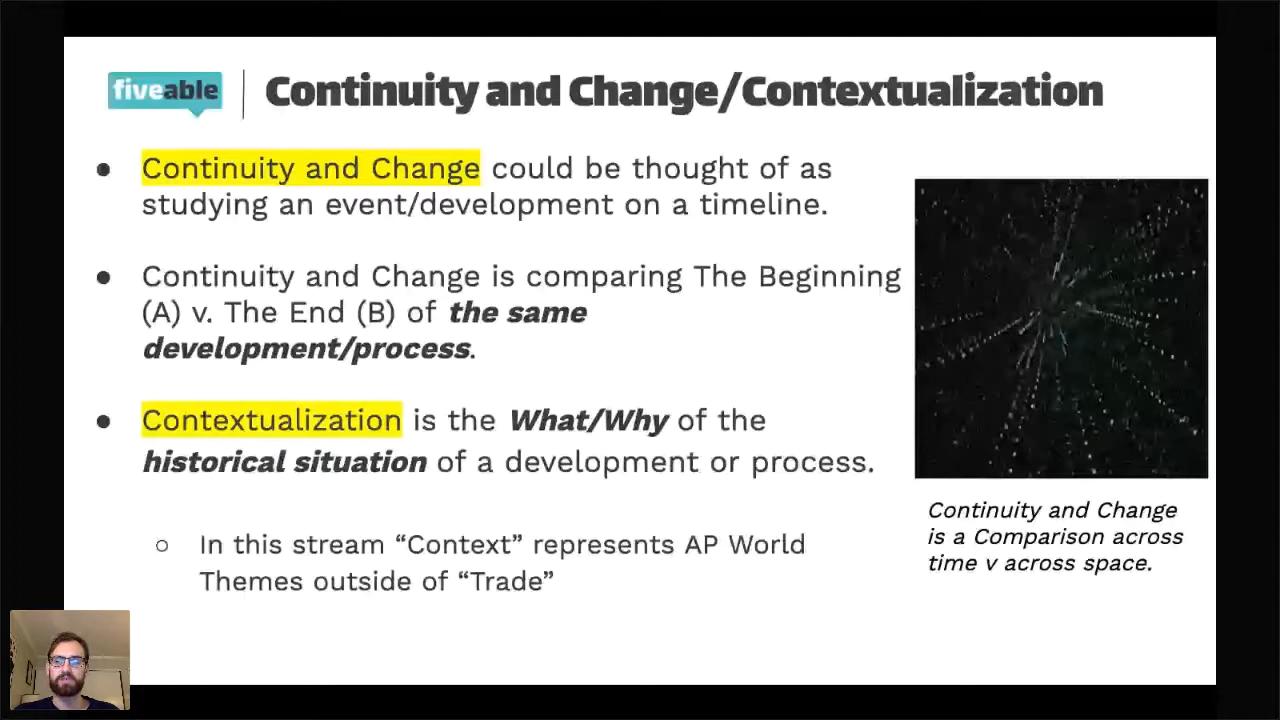 fiveable
Continuity and Change/Contextualization
● Continuity and Change could be thought of as
studying an event/development on a timeline.
● Continuity and Change is comparing The Beginning
(A) v. The End (B) of the same
development/process.
● Contextualization is the What/Why of the
historical situation of a development or process.
○ In this stream “Context” represents AP World
Themes outside of “Trade”
Continuity and Change
is a Comparison across
time v across space.